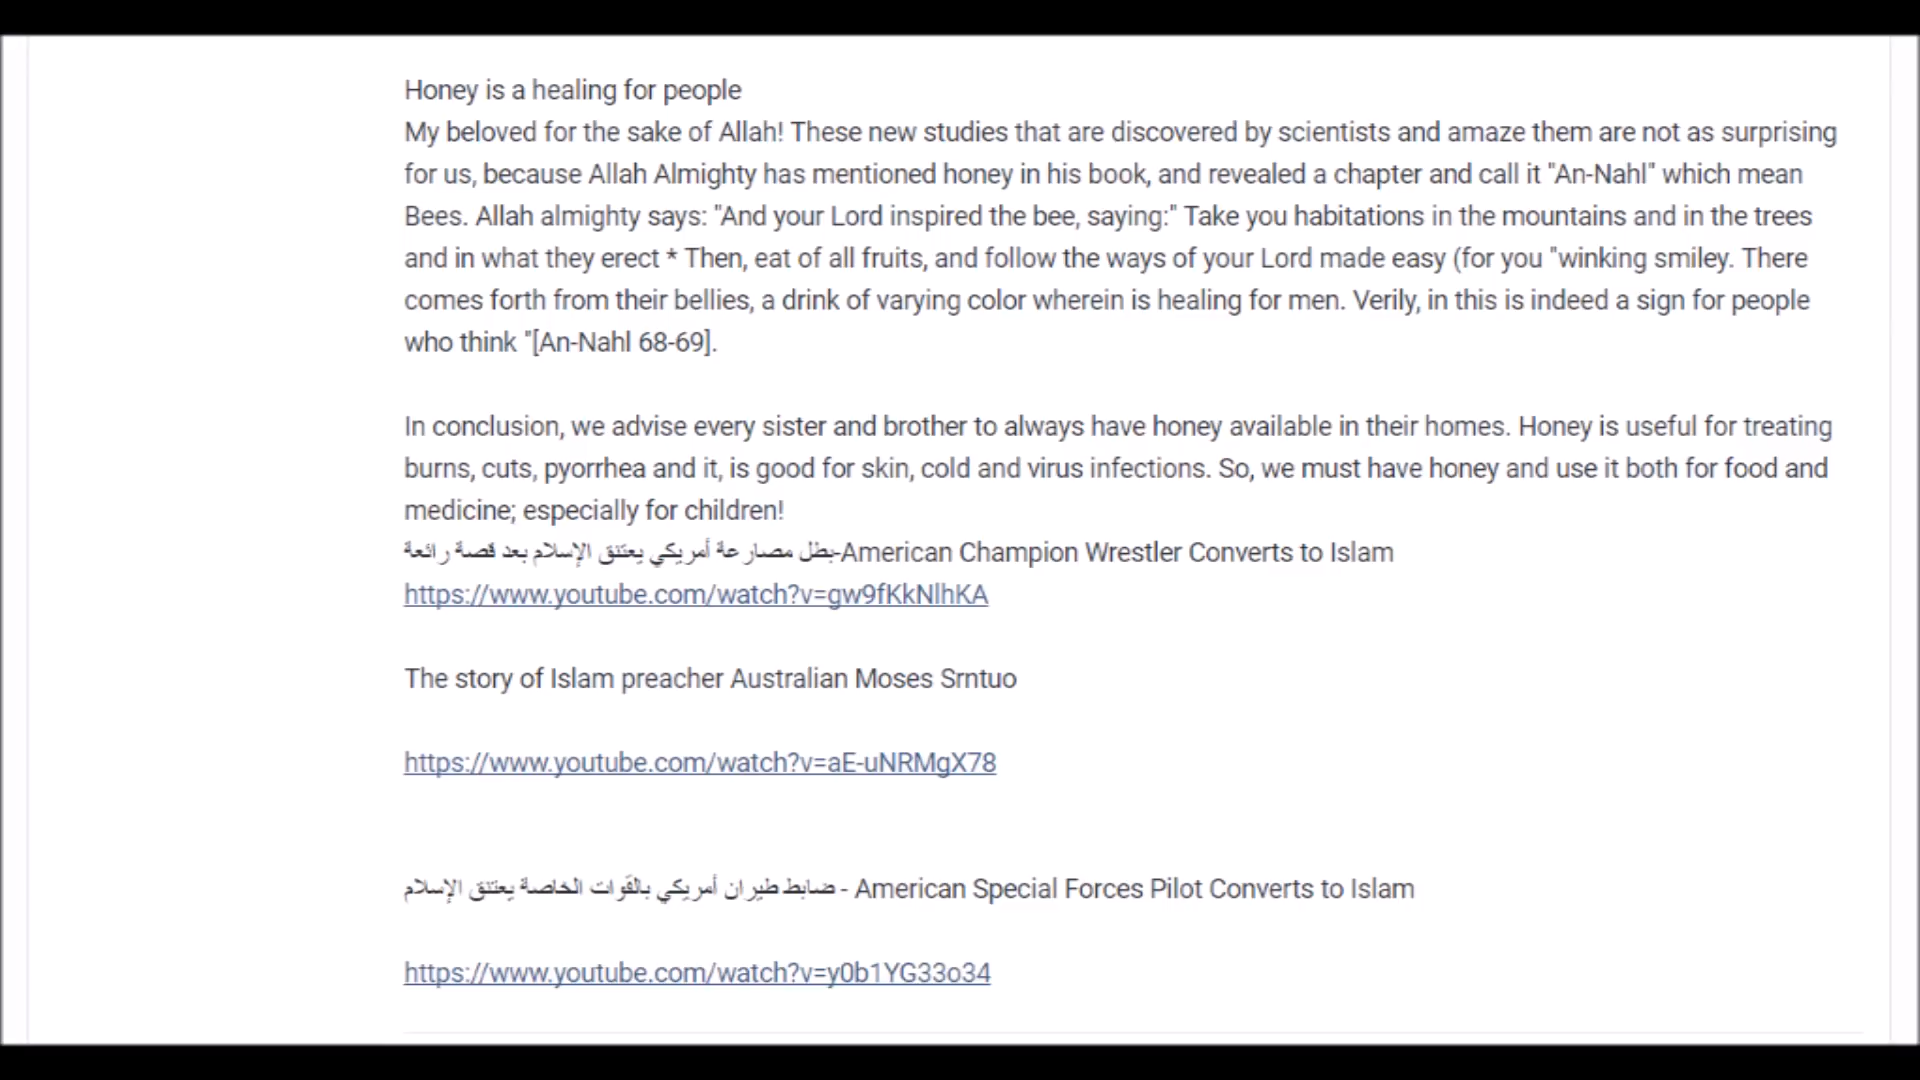 Honey is a healing for people
My beloved for the sake of Allah! These new studies that are discovered by scientists and amaze them are not as surprising
for us, because Allah Almighty has mentioned honey in his book, and revealed a chapter and call it "An-Nahl" which mean
Bees. Allah almighty says: "And your Lord inspired the bee, saying:" Take you habitations in the mountains and in the trees
and in what they erect * Then, eat of all fruits, and follow the ways of your Lord made easy (for you "winking smiley. There
comes forth from their bellies, a drink of varying color wherein is healing for men. Verily, in this is indeed a sign for people
who think "[An-Nahl 68-69].
In conclusion, we advise every sister and brother to always have honey available in their homes. Honey is useful for treating
burns, cuts, pyorrhea and it, is good for skin, cold and virus infections. So, we must have honey and use it both for food and
medicine; especially for children!
بطل مصارعة أمريكي يعتنق الإسلام بعد قصة رائعة-American Champion Wrestler Converts to Islam
https://www.youtube.com/watch?v=gw9fKkNlhKA
The story of Islam preacher Australian Moses Srntuo
https://www.youtube.com/watch?v=aE-uNRMgX78
ضابط طيران أمريكي بالقوات الخاصة يعتنق الإسلام - American Special Forces Pilot Converts to Islam
https://www.youtube.com/watch?v=y0b1YG33o34